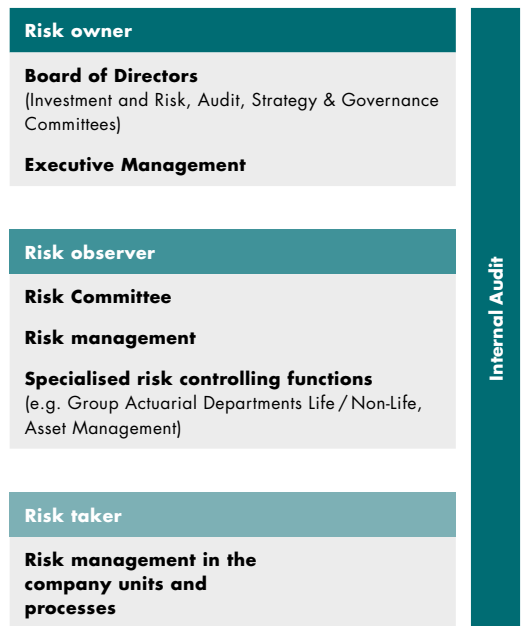 Risk owner
Board of Directors
(Investment and Risk, Audit, Strategy & Governance
Committees)
Executive Management
Risk observer
Risk Committee
Risk management
Specialised risk controlling functions
(e.g. Group Actuarial Departments Life / Non-Life,
Asset Management)
Risk taker
Risk management in the
company units and
processes
Internal Audit